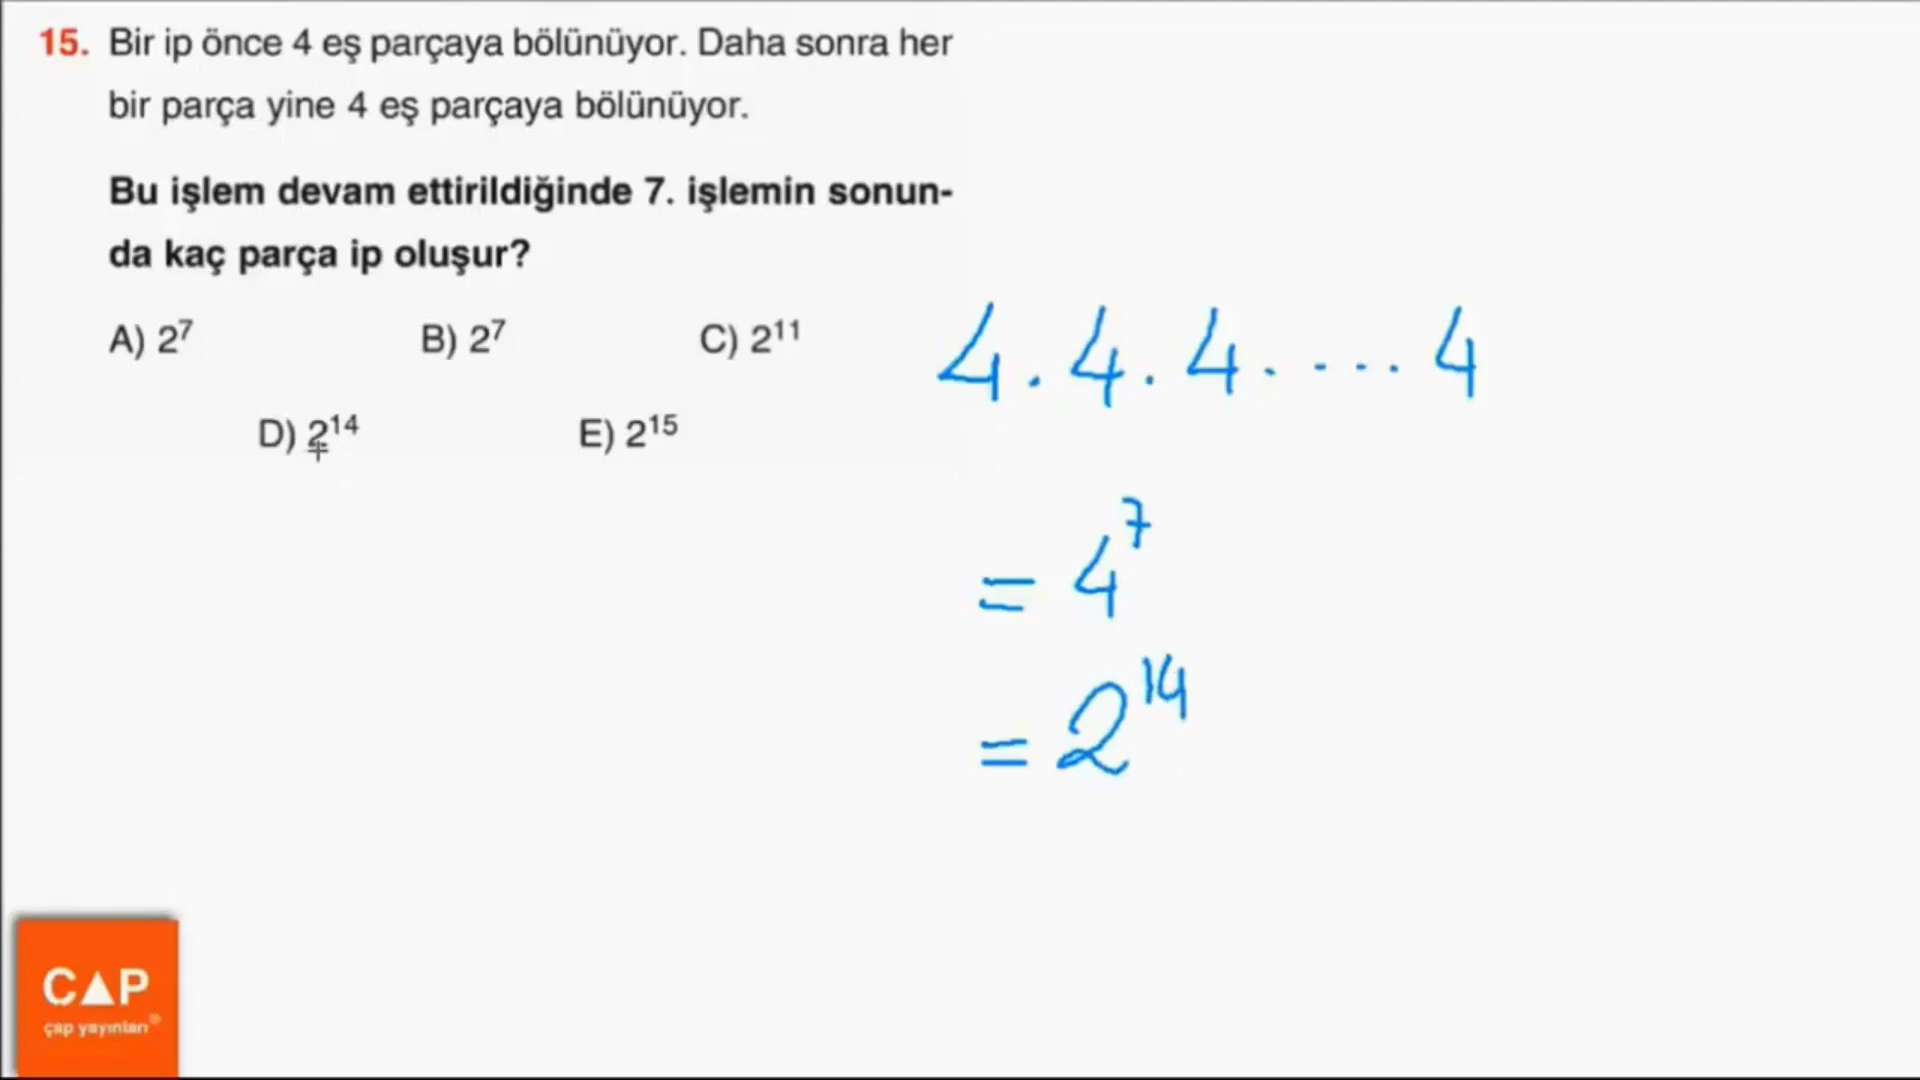 15. Bir ip önce 4 eş parçaya bölünüyor. Daha sonra her
bir parça yine 4 eş parçaya bölünüyor.
Bu işlem devam ettirildiğinde 7. işlemin sonun-
da kaç parça ip oluşur?
A) 2⁷ B) 2⁷ C) 2¹¹
D) 2¹⁴ E) 2¹⁵
4 . 4 . 4 . ... 4
= 4⁷
= 2¹⁴
CAP
çap yayınları®